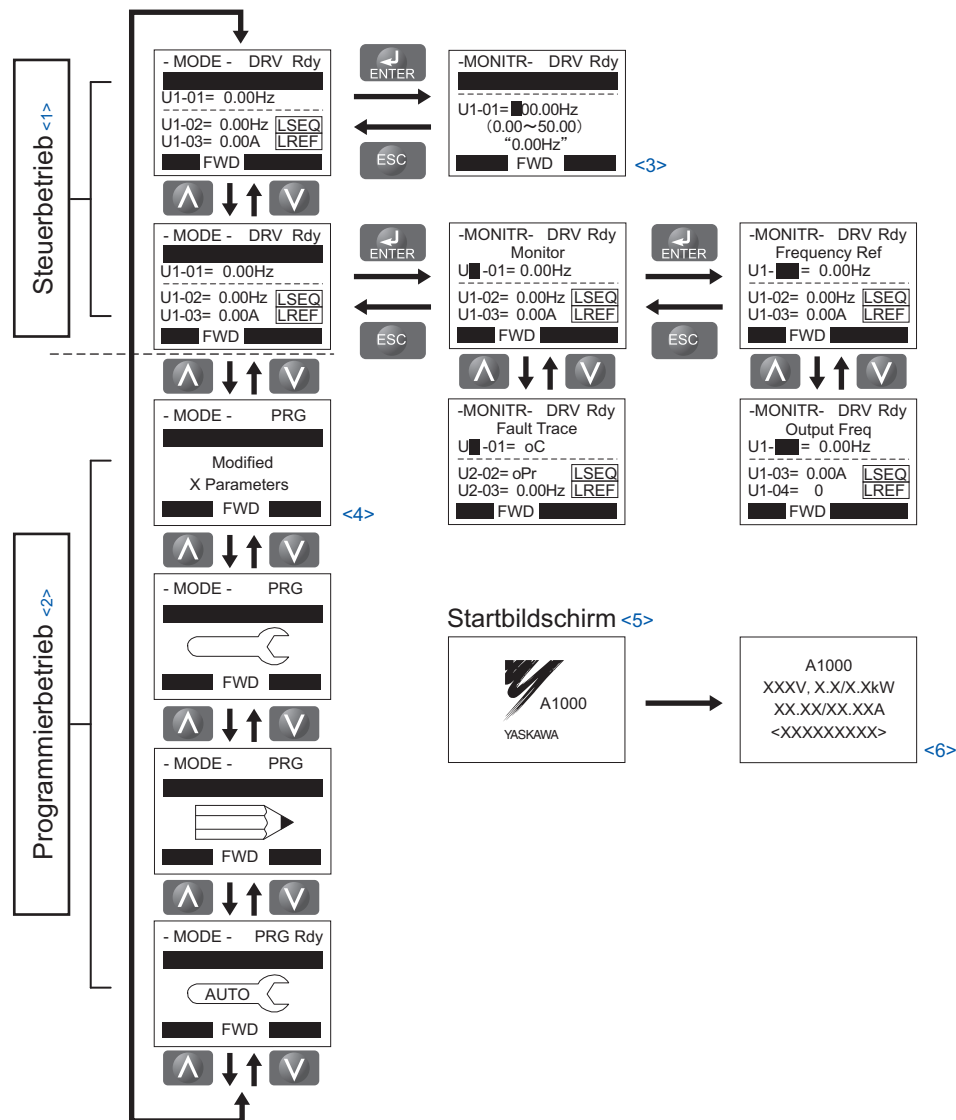 Steuerbetrieb <1>
- MODE - DRV Rdy
U1-01= 0.00Hz
U1-02= 0.00Hz LSEQ
U1-03= 0.00A LREF
FWD
ENTER
ESC
-MONITR- DRV Rdy
U1-01= 00.00Hz
(0.00~50.00)
“0.00Hz”
FWD
<3>
- MODE - DRV Rdy
U1-01= 0.00Hz
U1-02= 0.00Hz LSEQ
U1-03= 0.00A LREF
FWD
ENTER
ESC
-MONITR- DRV Rdy
Monitor
U -01= 0.00Hz
U1-02= 0.00Hz LSEQ
U1-03= 0.00A LREF
FWD
ENTER
ESC
-MONITR- DRV Rdy
Frequency Ref
U1- = 0.00Hz
U1-02= 0.00Hz LSEQ
U1-03= 0.00A LREF
FWD
-MONITR- DRV Rdy
Fault Trace
U -01= oC
U2-02= oPr LSEQ
U2-03= 0.00Hz LREF
FWD
-MONITR- DRV Rdy
Output Freq
U1- = 0.00Hz
U1-03= 0.00A LSEQ
U1-04= 0 LREF
FWD
Programmierbetrieb <2>
- MODE - PRG
Modified
X Parameters
FWD
<4>
- MODE - PRG
FWD
- MODE - PRG
FWD
- MODE - PRG Rdy
AUTO
FWD
Startbildschirm <5>
A1000
YASKAWA
A1000
XXXV, X.X/X.XkW
XX.XX/XX.XXA
<XXXXXXXXX>
<6>